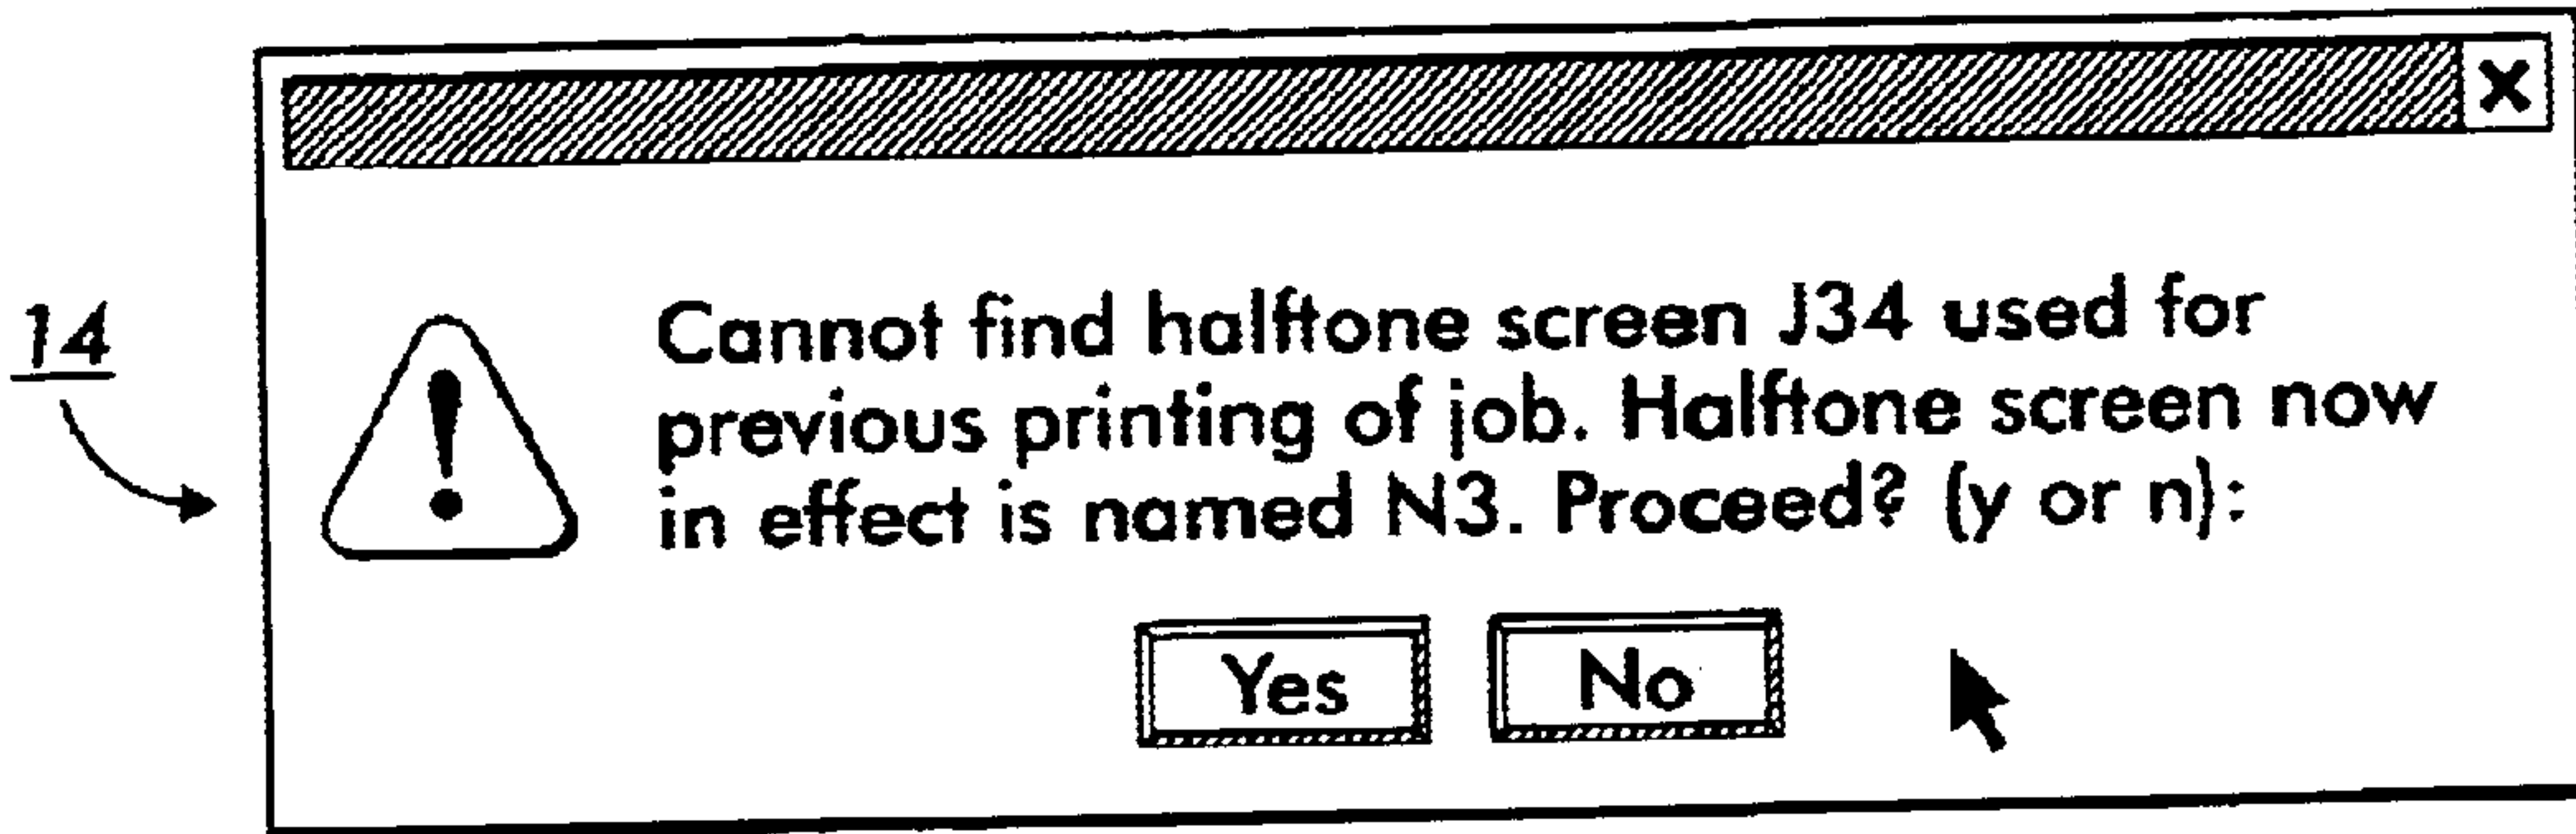 14
Cannot find halftone screen J34 used for
previous printing of job. Halftone screen now
in effect is named N3. Proceed? (y or n):
Yes No